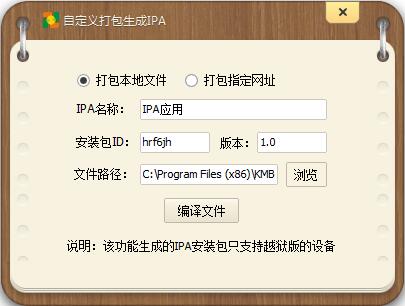 自定义打包生成IPA
打包本地文件 打包指定网址
IPA名称： IPA应用
安装包ID： hrf6jh 版本： 1.0
文件路径： C:\Program Files (x86)\KMB 浏览
编译文件
说明：该功能生成的IPA安装包只支持越狱版的设备